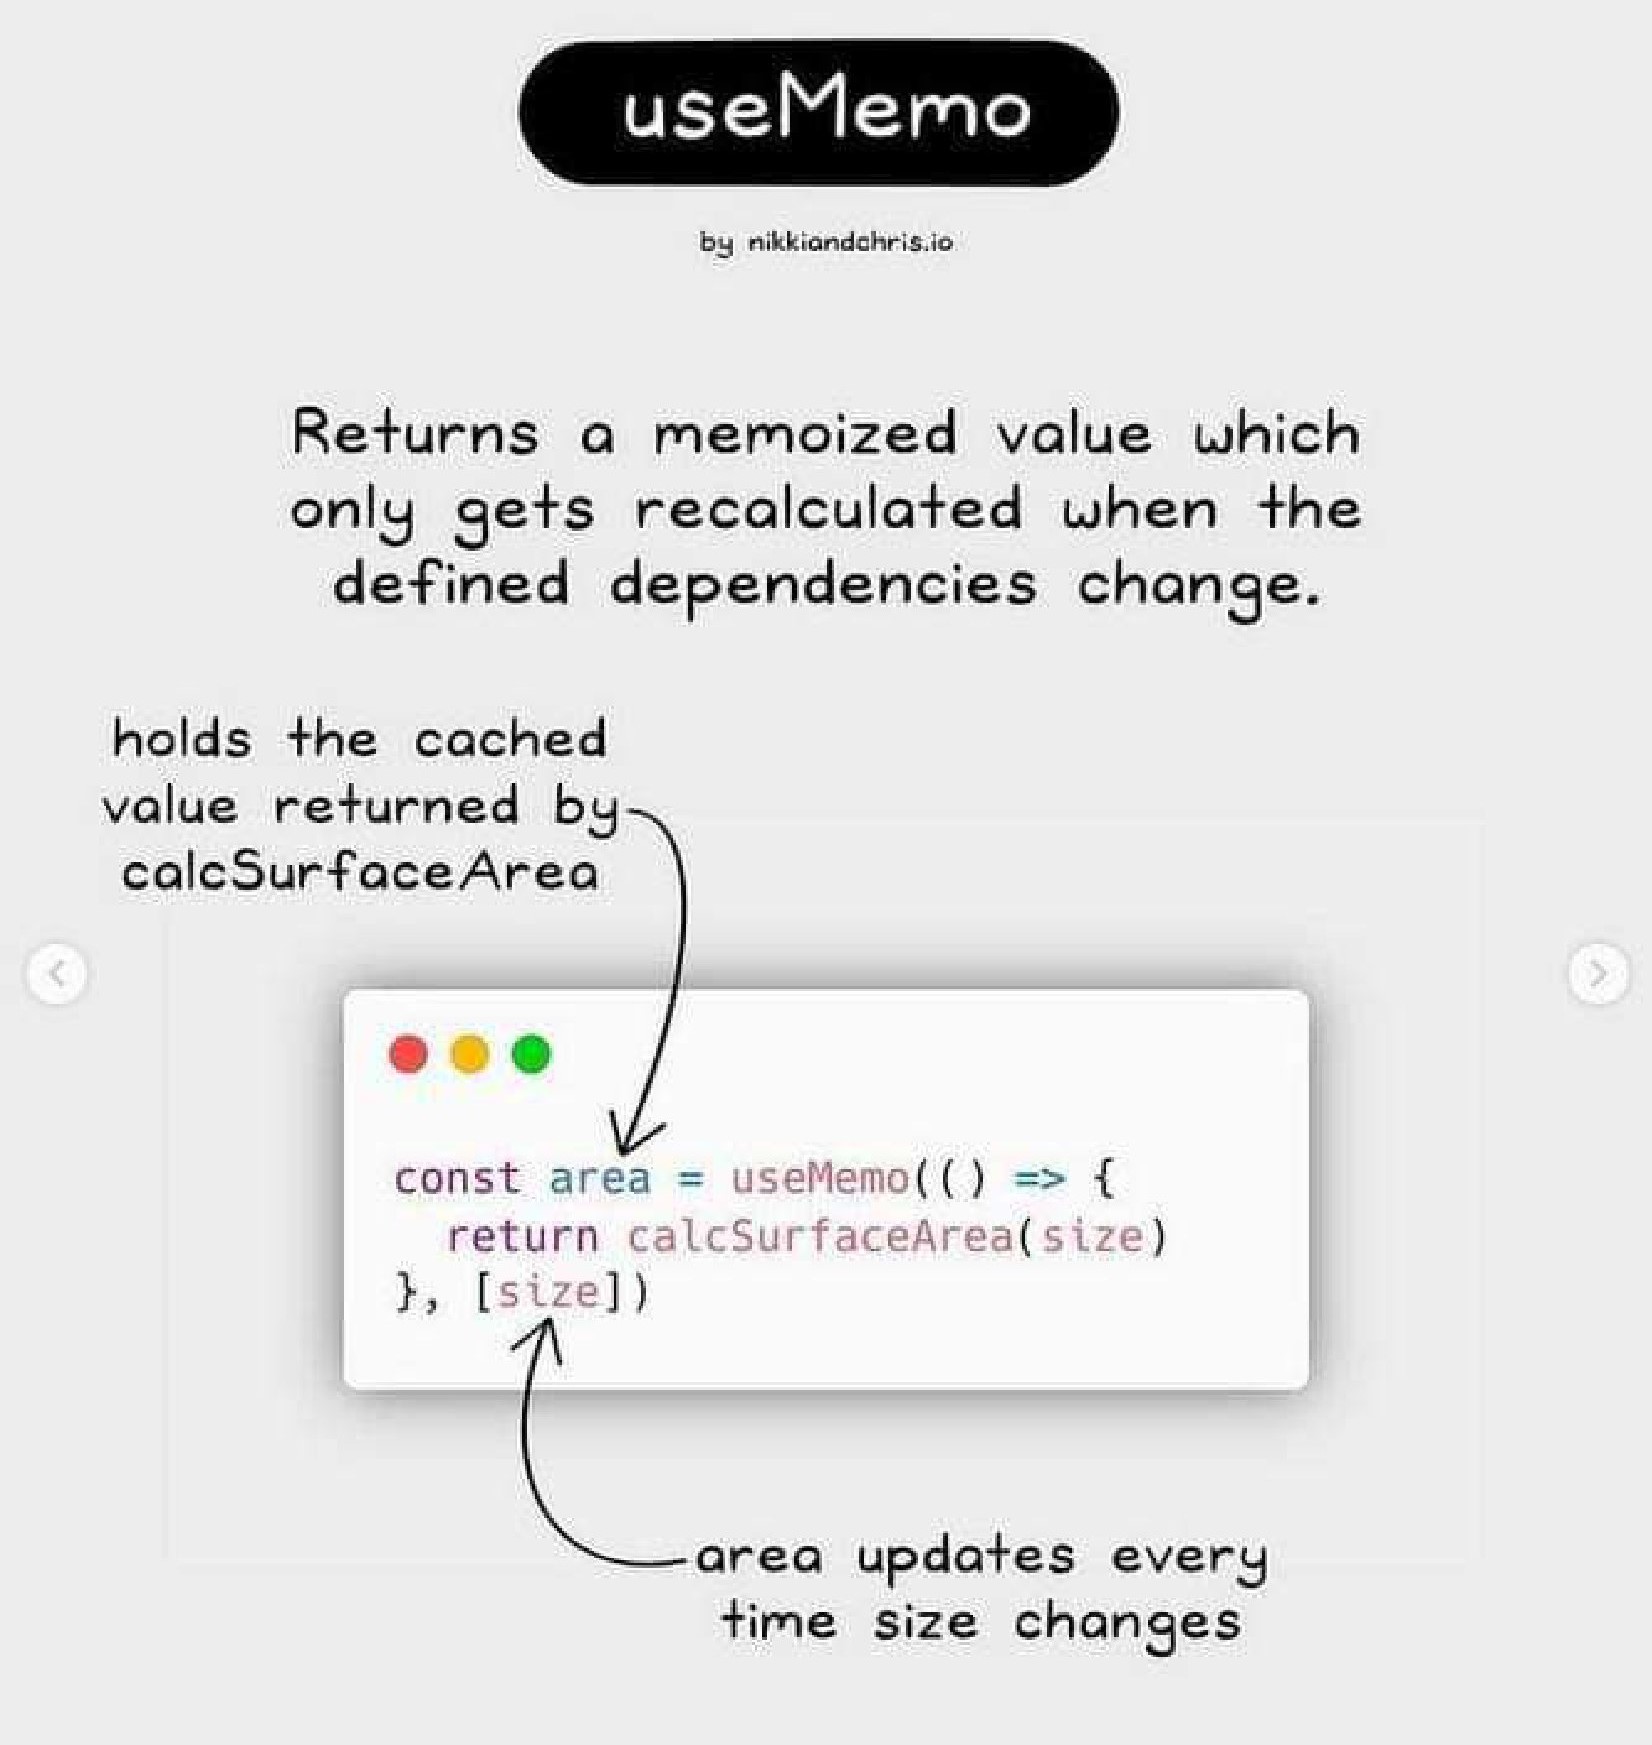 useMemo
by nikkiandchris.io
Returns a memoized value which
only gets recalculated when the
defined dependencies change.
holds the cached
value returned by
calcSurfaceArea
const area = useMemo(() => {
  return calcSurfaceArea(size)
}, [size])
area updates every
time size changes